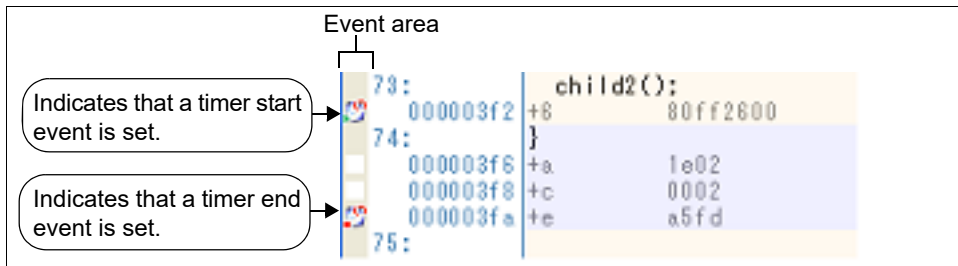 Event area
Indicates that a timer start
event is set.
Indicates that a timer end
event is set.
73: child2();
000003f2 +6 80ff2600
74: }
000003f6 +a 1e02
000003f8 +c 0002
000003fa +e a5fd
75: